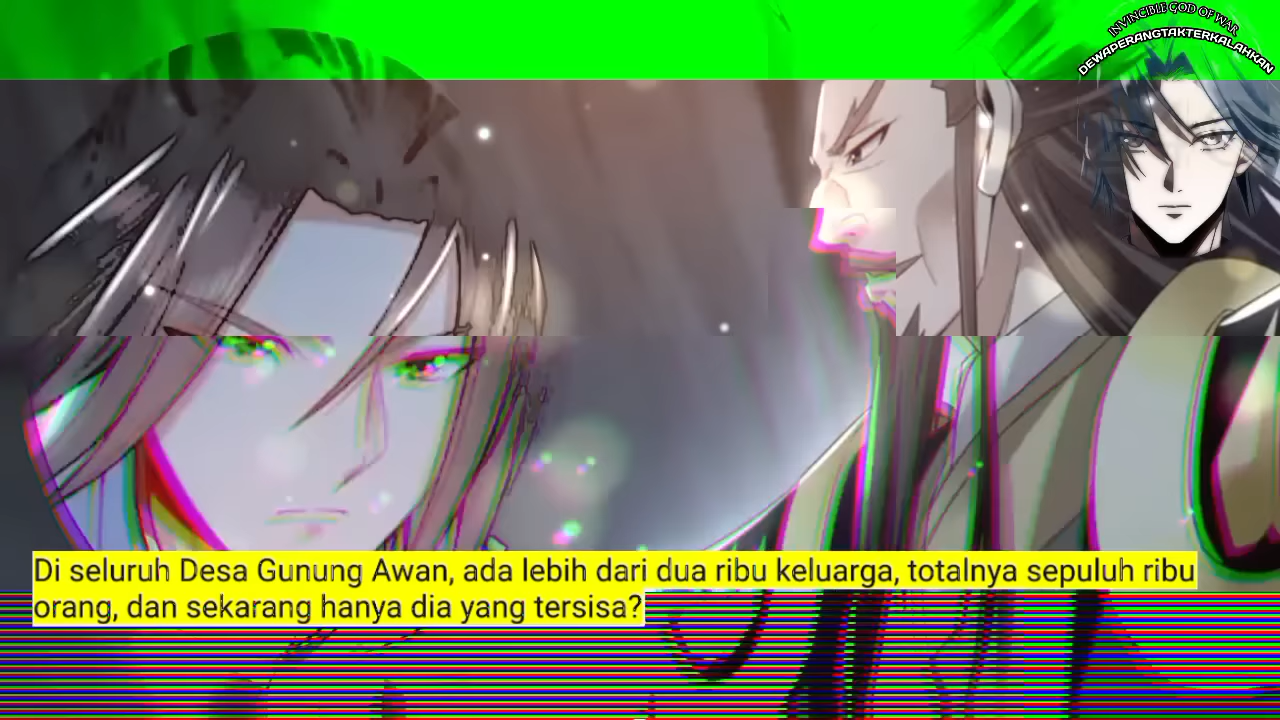 INVINCIBLE GOD OF WAR
DEWAPERANGTAKTERKALAHKAN
Di seluruh Desa Gunung Awan, ada lebih dari dua ribu keluarga, totalnya sepuluh ribu
orang, dan sekarang hanya dia yang tersisa?